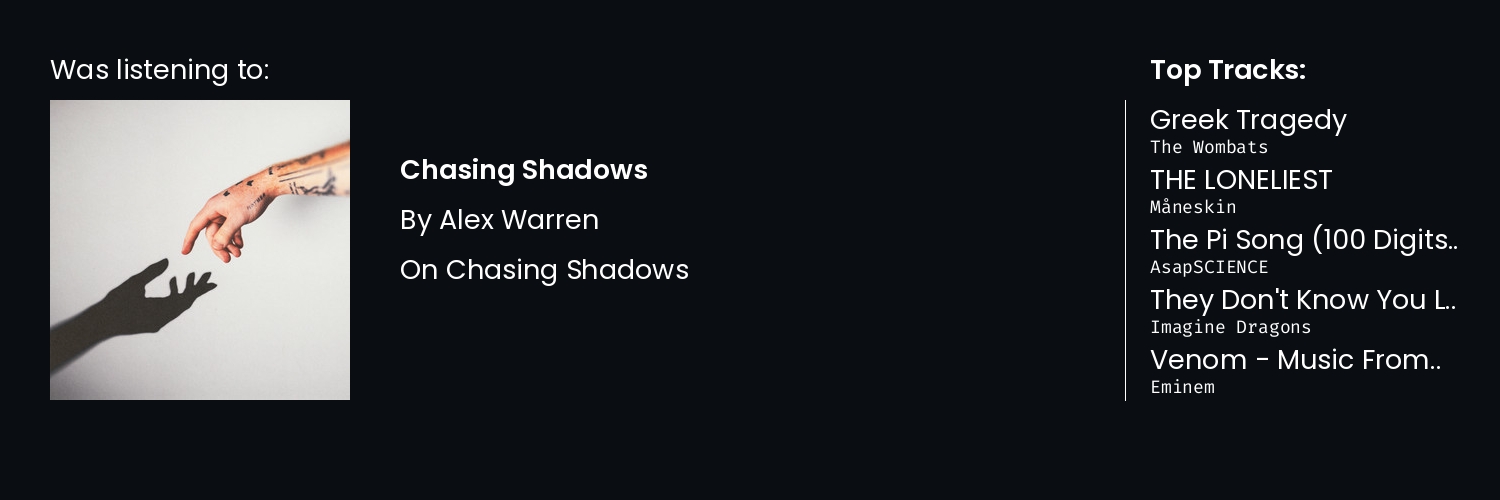 Was listening to:
Chasing Shadows
By Alex Warren
On Chasing Shadows
Top Tracks:
Greek Tragedy
The Wombats
THE LONELIEST
Måneskin
The Pi Song (100 Digits..
AsapSCIENCE
They Don't Know You L..
Imagine Dragons
Venom - Music From..
Eminem